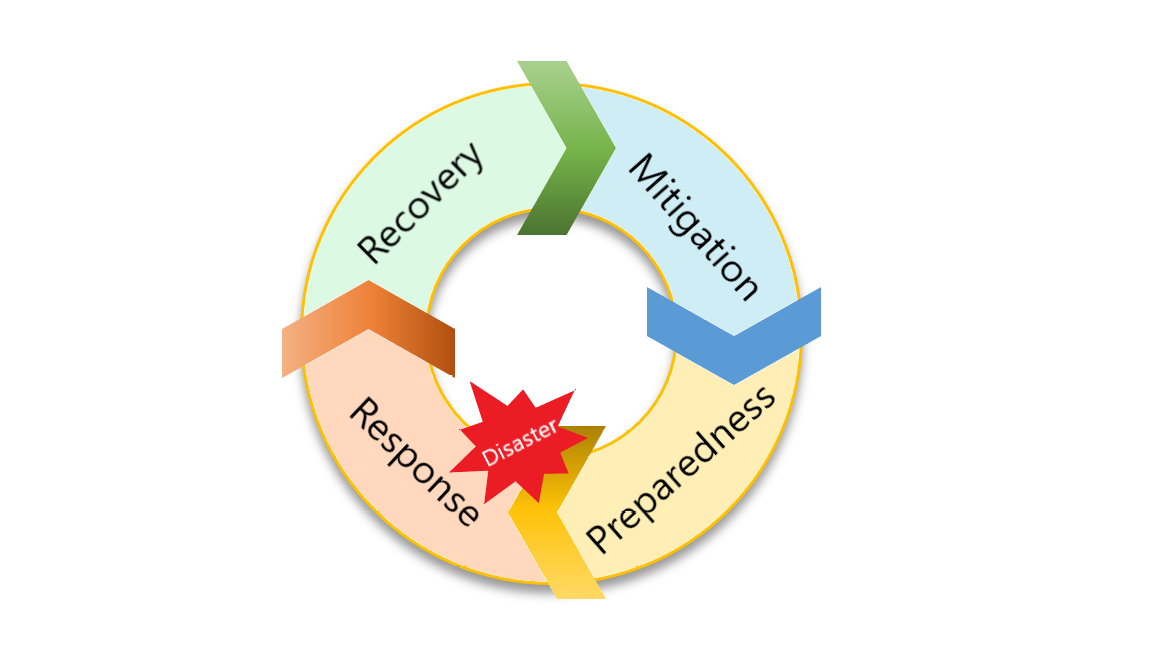 Recovery
Mitigation
Disaster
Response
Preparedness